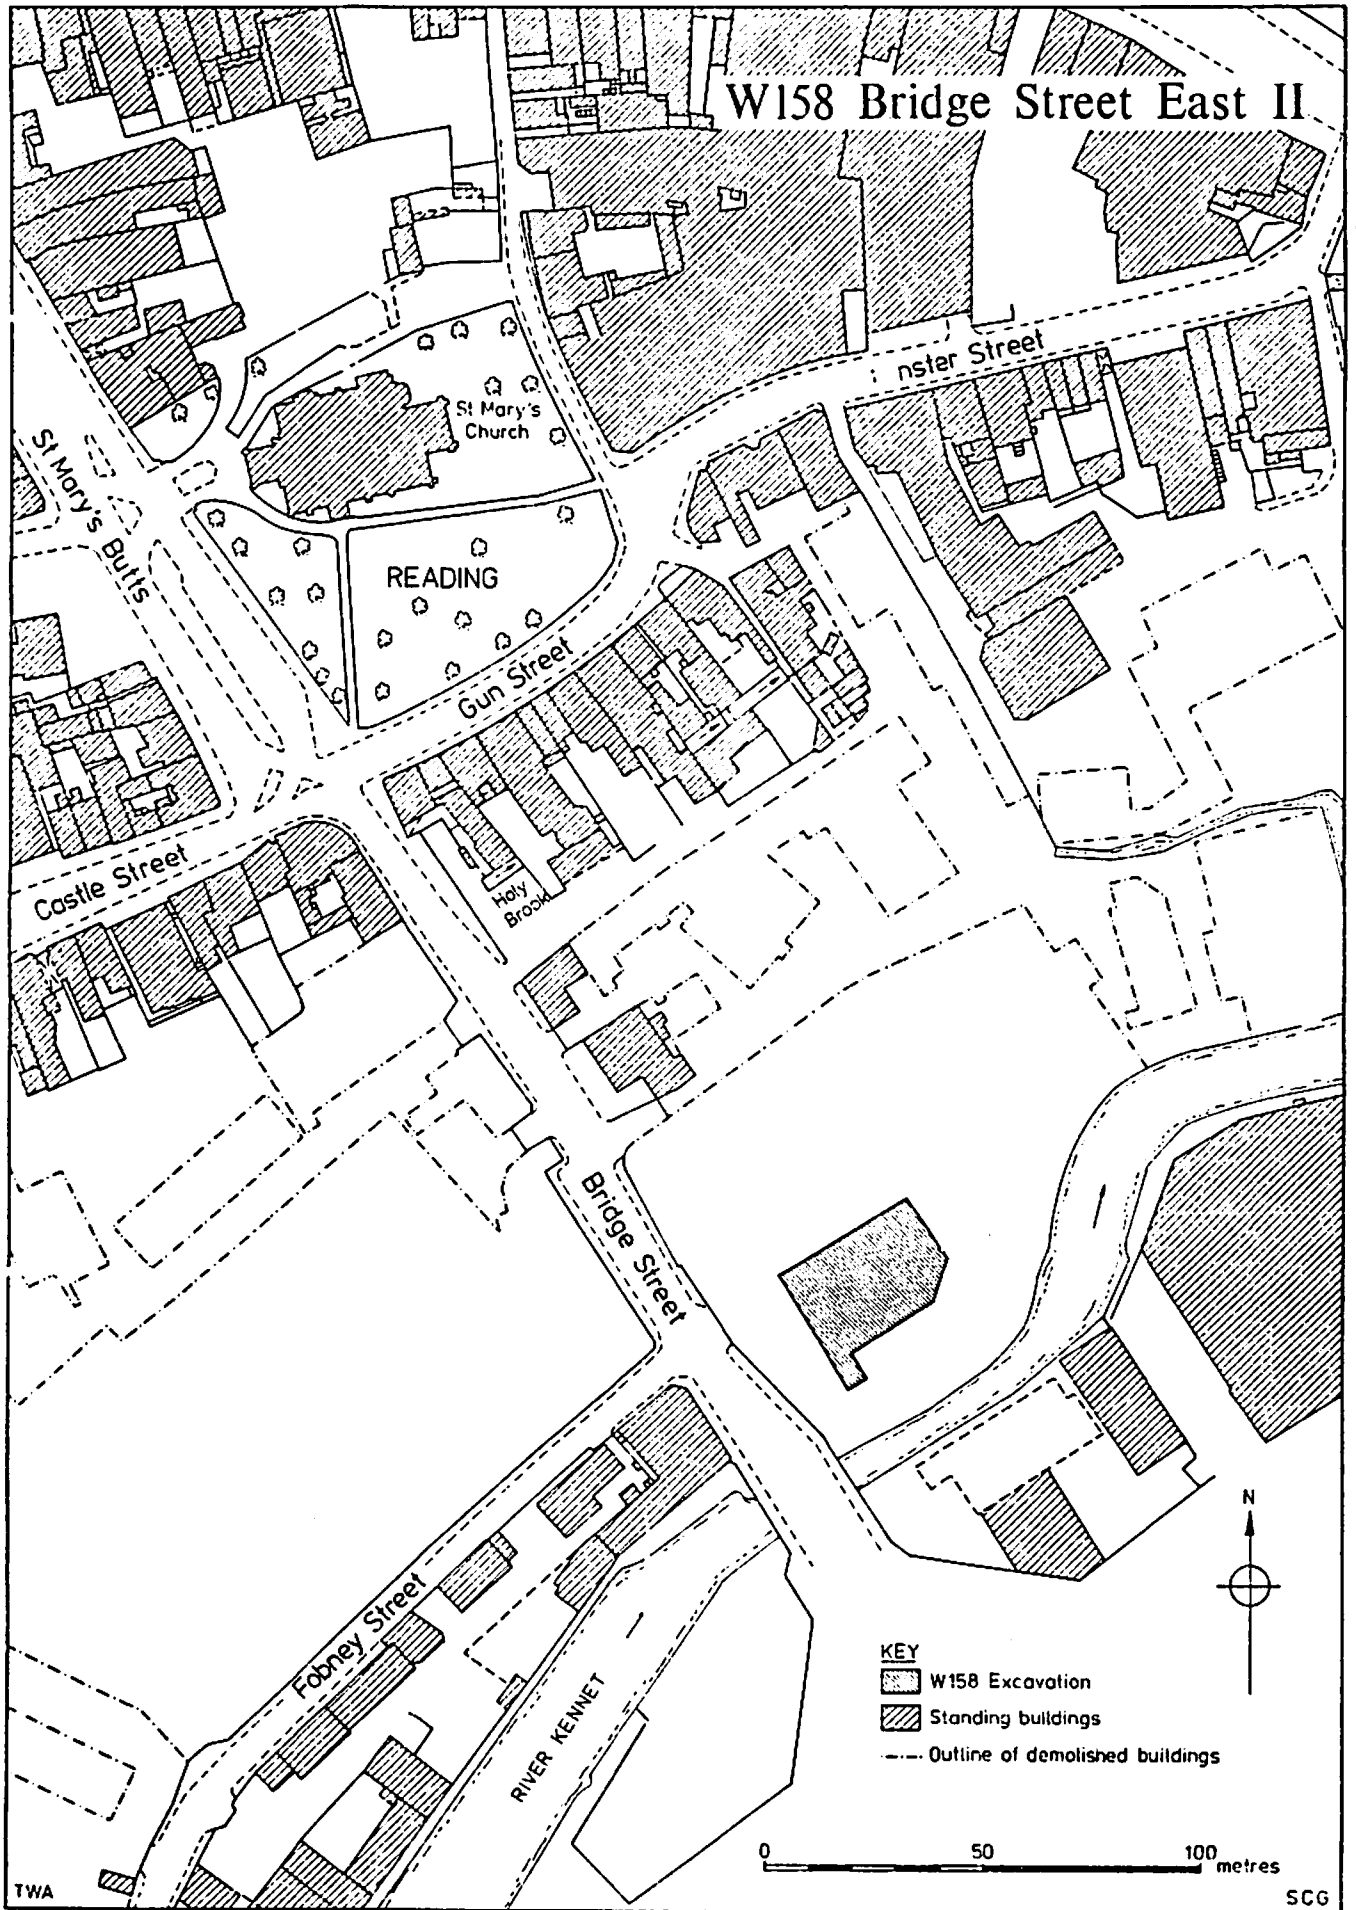 W158 Bridge Street East II
nster Street
St Mary's
Church
St Mary's Butts
READING
Gun Street
Castle Street
Holy
Brook
Bridge Street
Fobney Street
RIVER KENNET
N
KEY
W158 Excavation
Standing buildings
Outline of demolished buildings
0 50 100 metres
TWA
SCG